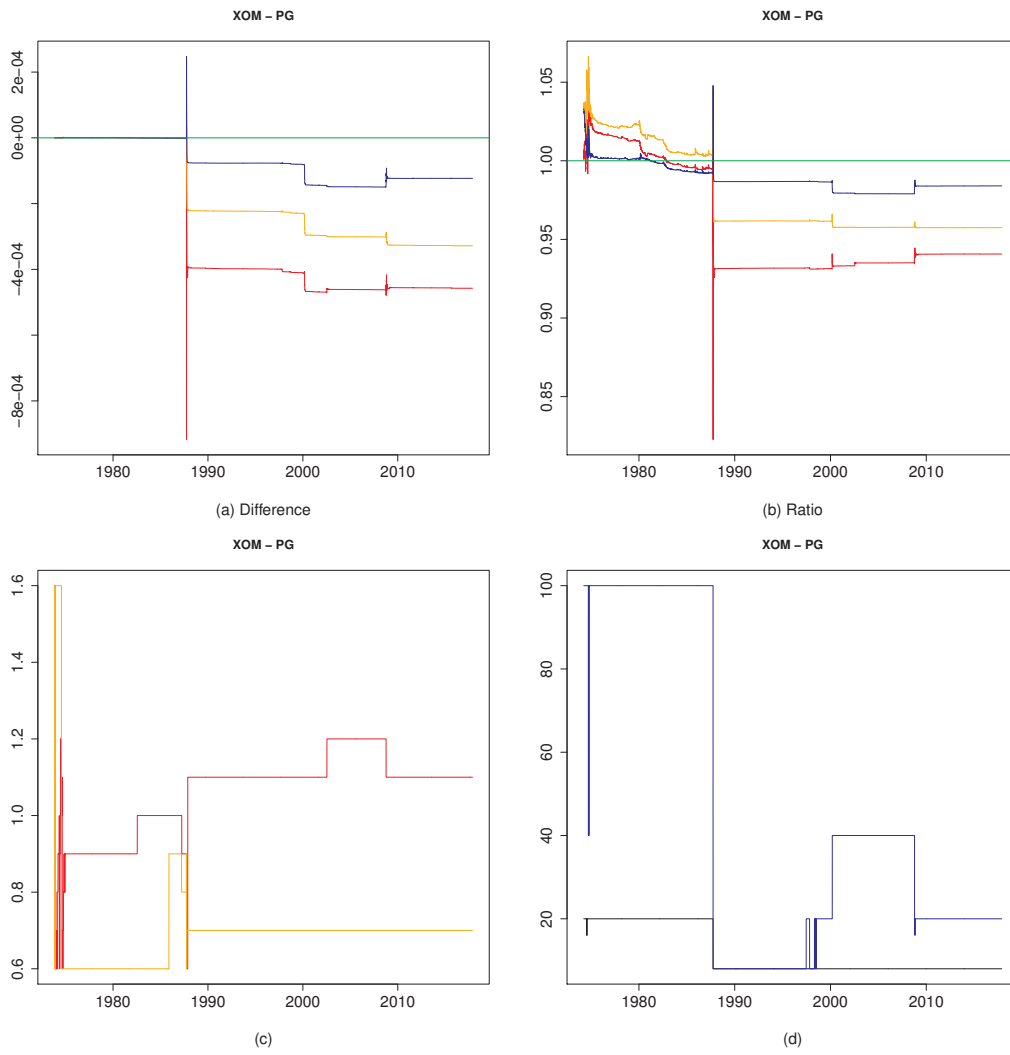 XOM – PG
2e−04
0e+00
−4e−04
−8e−04
1980 1990 2000 2010
(a) Difference
XOM – PG
1.05
1.00
0.95
0.90
0.85
1980 1990 2000 2010
(b) Ratio
XOM – PG
1.6
1.4
1.2
1.0
0.8
0.6
1980 1990 2000 2010
(c)
XOM – PG
100
80
60
40
20
1980 1990 2000 2010
(d)